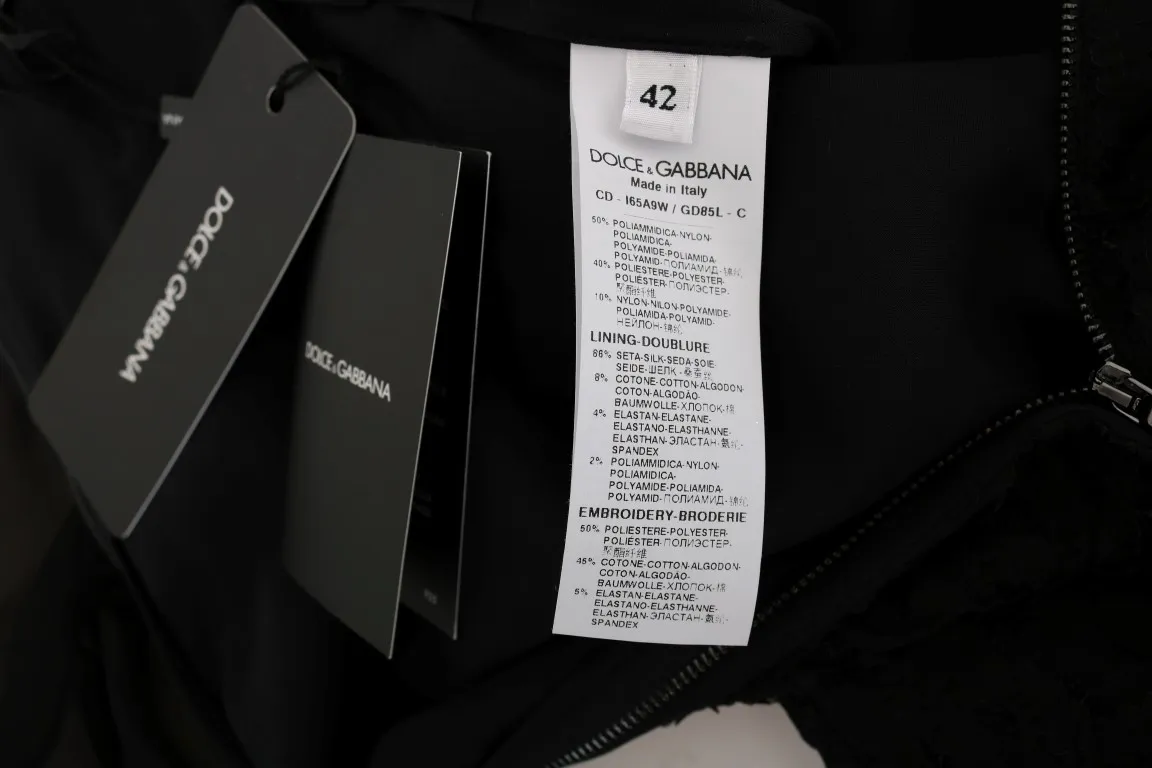 DOLCE & GABBANA
DOLCE & GABBANA
42
DOLCE & GABBANA
Made in Italy
CD - I65A9W / GD85L - C
50% POLIAMMIDICA-NYLON-
POLIAMIDICA-
POLYAMIDE-POLIAMIDA-
POLYAMID-ПОЛИАМИД-锦纶
40% POLIESTERE-POLYESTER-
POLIÉSTER-ПОЛИЭСТЕР-
聚酯纤维
10% NYLON-NILON-POLYAMIDE-
POLIAMIDA-POLYAMID-
НЕЙЛОН-锦纶
LINING-DOUBLURE
86% SETA-SILK-SEDA-SOIE-
SEIDE-ШЕЛК-桑蚕丝
8% COTONE-COTTON-ALGODON-
COTON-ALGODÃO-
BAUMWOLLE-ХЛОПОК-棉
4% ELASTAN-ELASTANE-
ELASTANO-ELASTHANNE-
ELASTHAN-ЭЛАСТАН-氨纶-
SPANDEX
2% POLIAMMIDICA-NYLON-
POLIAMIDICA-
POLYAMIDE-POLIAMIDA-
POLYAMID-ПОЛИАМИД-锦纶
EMBROIDERY-BRODERIE
50% POLIESTERE-POLYESTER-
POLIÉSTER-ПОЛИЭСТЕР-
聚酯纤维
45% COTONE-COTTON-ALGODON-
COTON-ALGODÃO-
BAUMWOLLE-ХЛОПОК-棉
5% ELASTAN-ELASTANE-
ELASTANO-ELASTHANNE-
ELASTHAN-ЭЛАСТАН-氨纶-
SPANDEX